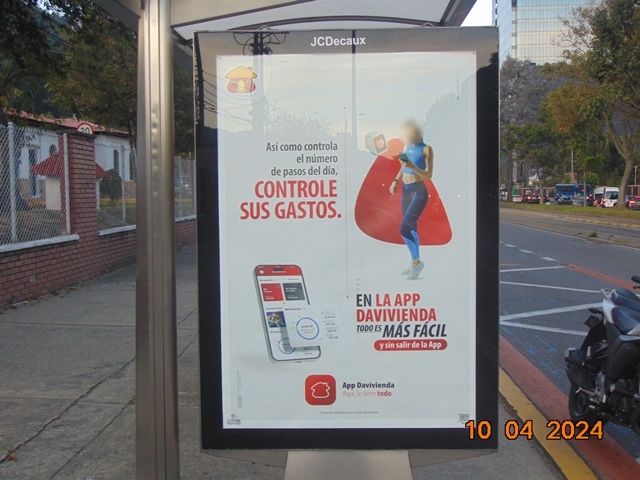 JCDecaux
Así como controla
el número
de pasos del día,
CONTROLE
SUS GASTOS.
EN LA APP
DAVIVIENDA
TODO ES MÁS FÁCIL
y sin salir de la App
App Davivienda
Aquí, lo tiene todo
10 04 2024